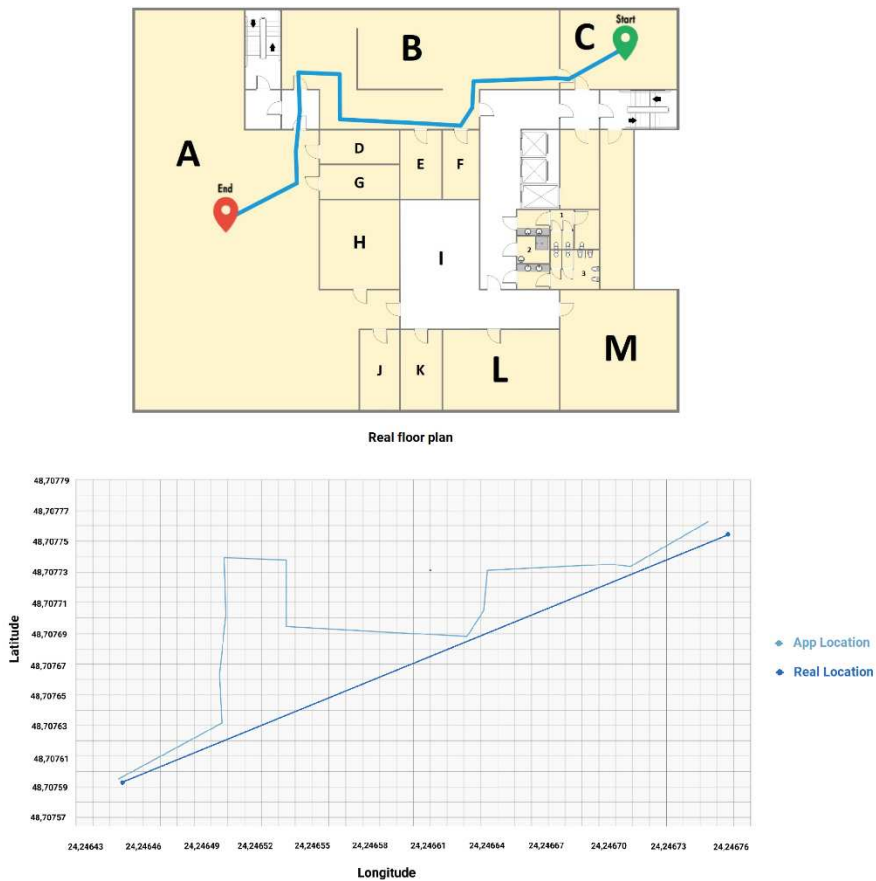 Start
B
C
A
D
E
F
End
G
1
H
I
2
3
J
K
L
M
Real floor plan
48,70779
48,70777
48,70775
48,70773
48,70771
48,70769
48,70767
48,70765
48,70763
48,70761
48,70759
48,70757
Latitude
App Location
Real Location
24,24643 24,24646 24,24649 24,24652 24,24655 24,24658 24,24661 24,24664 24,24667 24,24670 24,24673 24,24676
Longitude